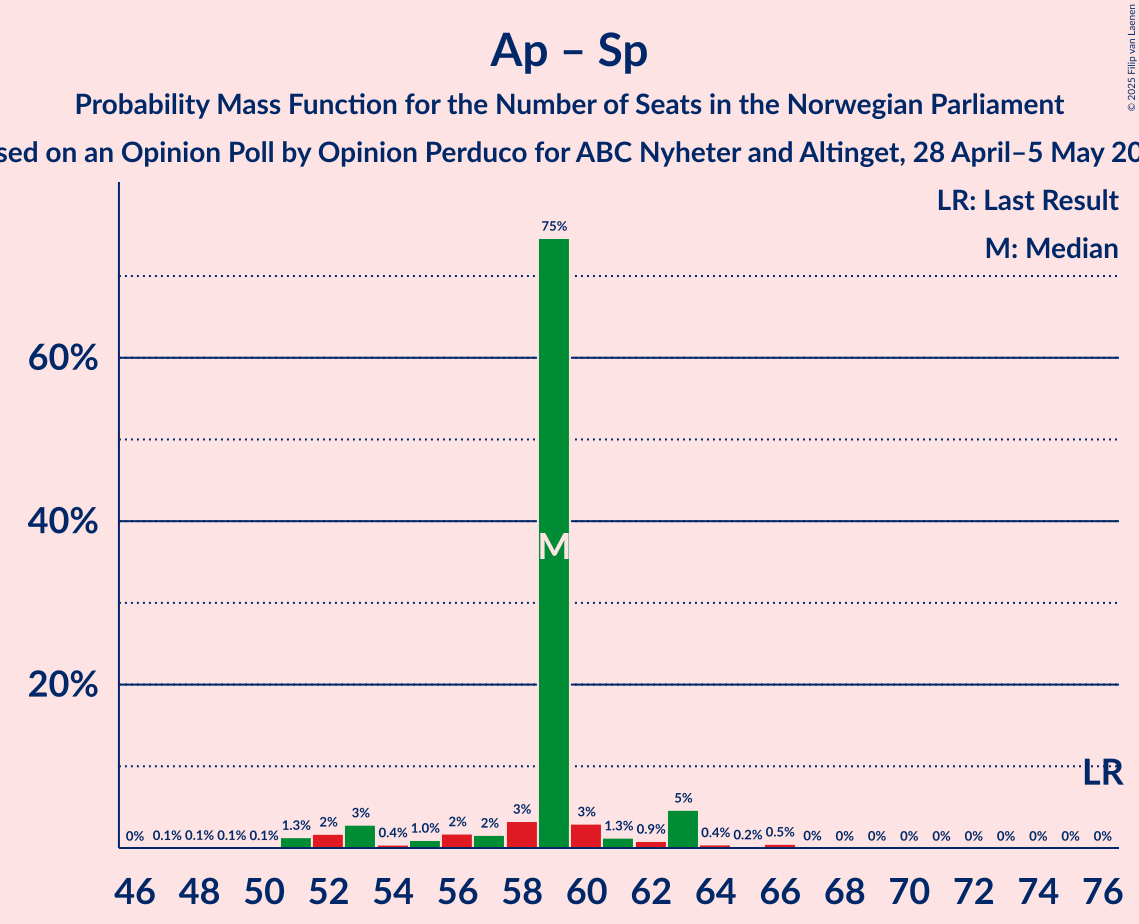 Ap – Sp
Probability Mass Function for the Number of Seats in the Norwegian Parliament
sed on an Opinion Poll by Opinion Perduco for ABC Nyheter and Altinget, 28 April–5 May 20
© 2025 Filip van Laenen
LR: Last Result
M: Median
75%
60%
40%
M
20%
LR
0% 0.1% 0.1% 0.1% 0.1% 1.3% 2% 3% 0.4% 1.0% 2% 2% 3% 3% 1.3% 0.9% 5% 0.4% 0.2% 0.5% 0% 0% 0% 0% 0% 0% 0% 0% 0% 0%
46 48 50 52 54 56 58 60 62 64 66 68 70 72 74 76